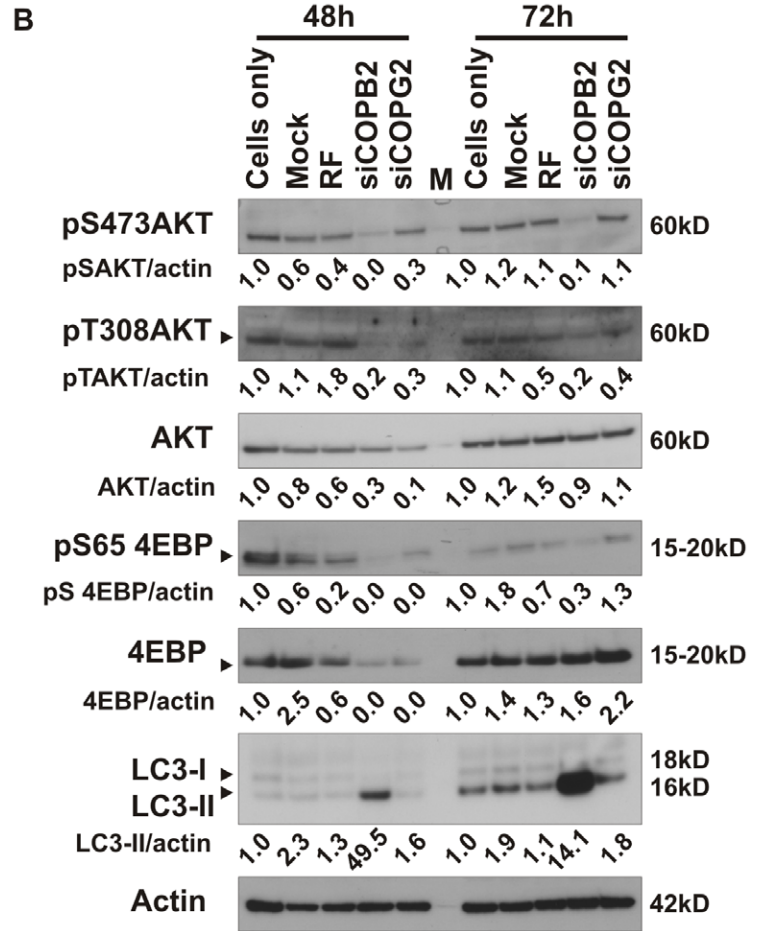 B
48h 72h
Cells only Mock RF siCOPB2 siCOPG2 M Cells only Mock RF siCOPB2 siCOPG2
pS473AKT 60kD
pSAKT/actin 1.0 0.6 0.4 0.0 0.3 1.0 1.2 1.1 0.1 1.1
pT308AKT 60kD
pTAKT/actin 1.0 1.1 1.8 0.2 0.3 1.0 1.1 0.5 0.2 0.4
AKT 60kD
AKT/actin 1.0 0.8 0.6 0.3 0.1 1.0 1.2 1.5 0.9 1.1
pS65 4EBP 15-20kD
pS 4EBP/actin 1.0 0.6 0.2 0.0 0.0 1.0 1.8 0.7 0.3 1.3
4EBP 15-20kD
4EBP/actin 1.0 2.5 0.6 0.0 0.0 1.0 1.4 1.3 1.6 2.2
LC3-I 18kD
LC3-II 16kD
LC3-II/actin 1.0 2.3 1.3 49.5 1.6 1.0 1.9 1.1 14.1 1.8
Actin 42kD